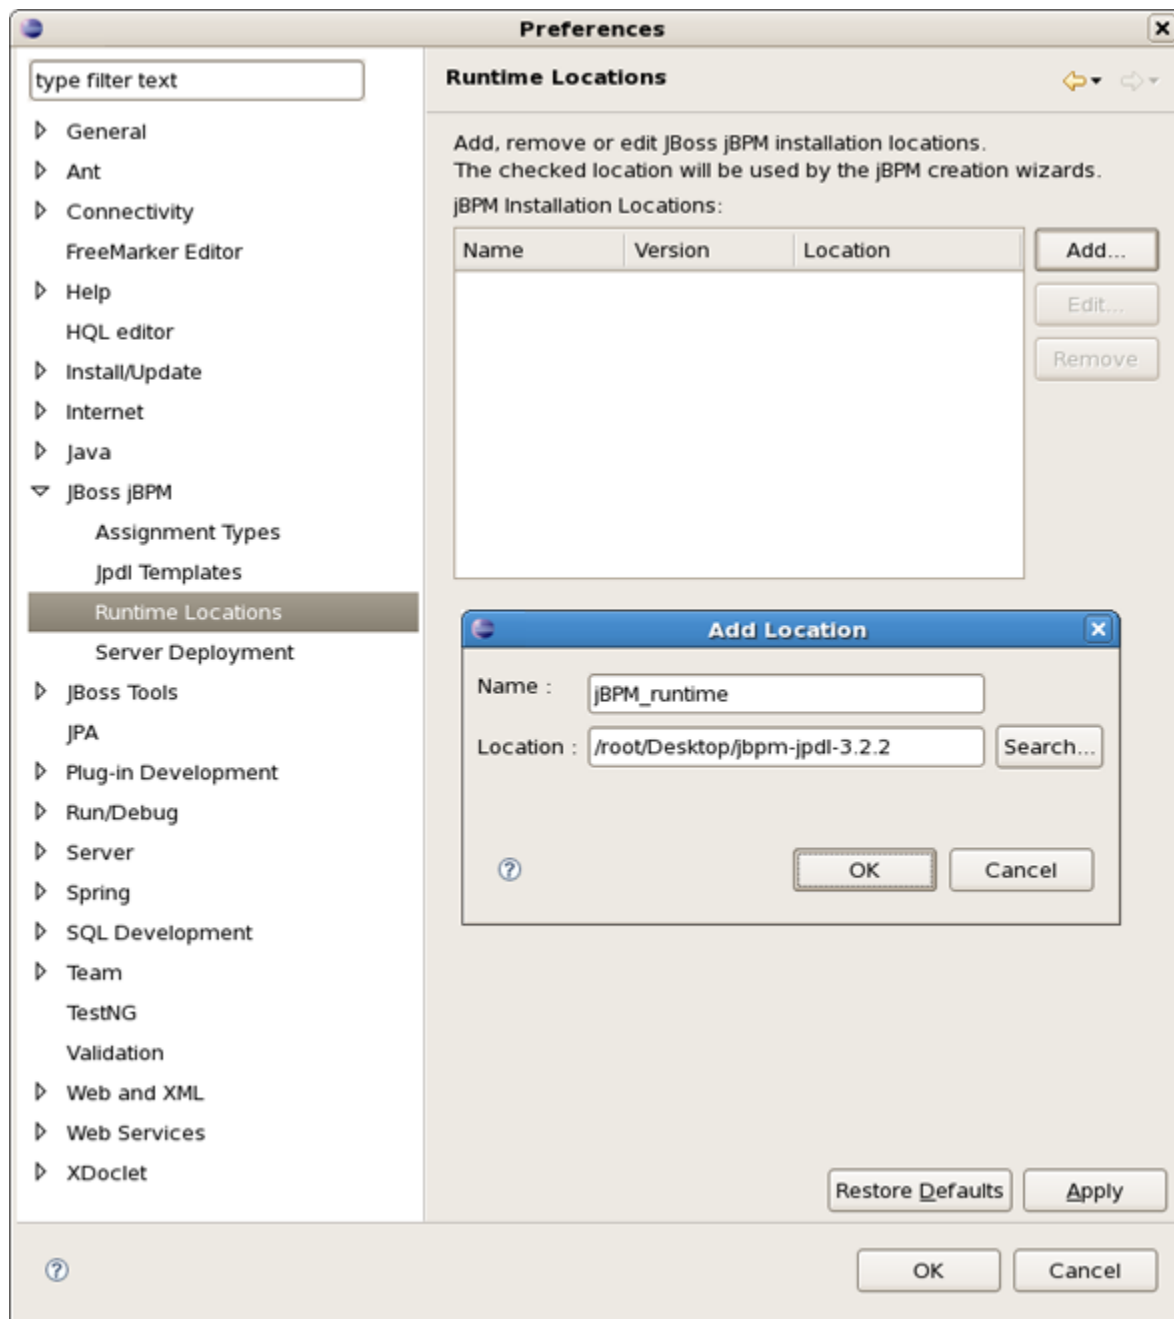 Preferences
type filter text
General
Ant
Connectivity
FreeMarker Editor
Help
HQL editor
Install/Update
Internet
Java
JBoss jBPM
Assignment Types
Jpdl Templates
Runtime Locations
Server Deployment
JBoss Tools
JPA
Plug-in Development
Run/Debug
Server
Spring
SQL Development
Team
TestNG
Validation
Web and XML
Web Services
XDoclet
Runtime Locations
Add, remove or edit JBoss jBPM installation locations.
The checked location will be used by the jBPM creation wizards.
jBPM Installation Locations:
Name Version Location
Add...
Edit...
Remove
Add Location
Name : jBPM_runtime
Location : /root/Desktop/jbpm-jpdl-3.2.2 Search...
OK Cancel
Restore Defaults Apply
OK Cancel